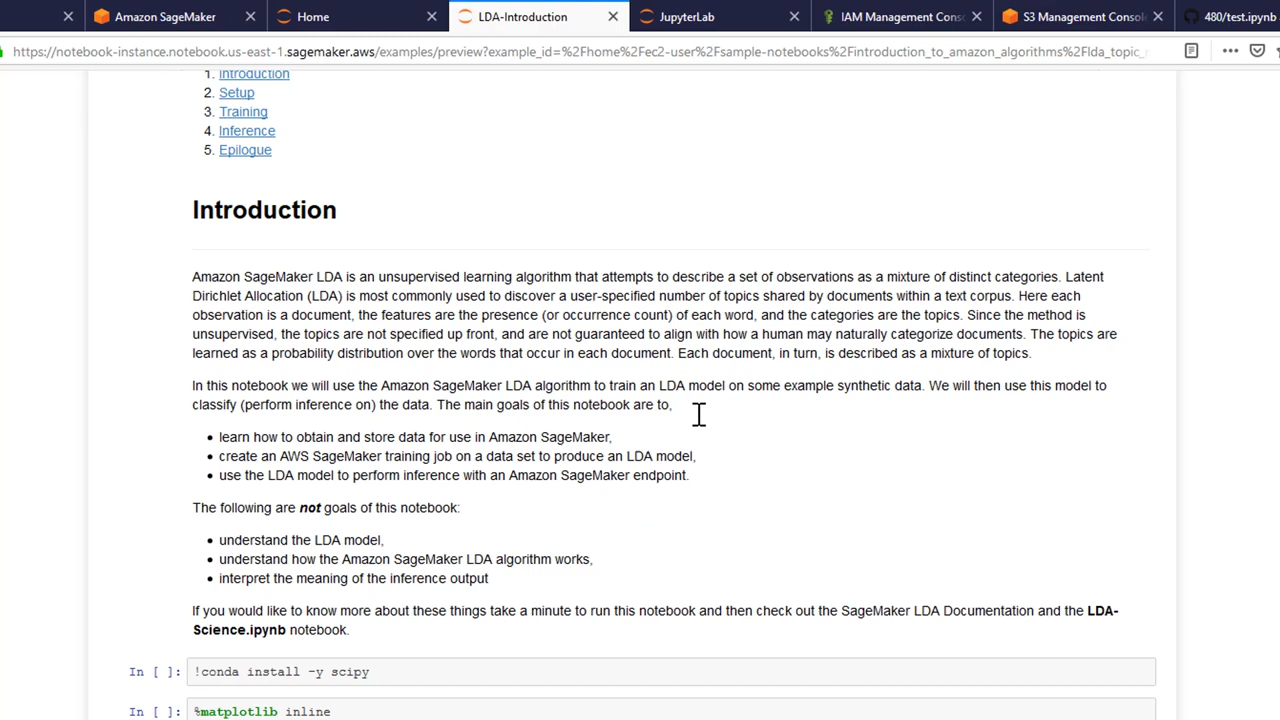 Amazon SageMaker
Home
LDA-Introduction
JupyterLab
IAM Management Cons
S3 Management Consol
480/test.ipynb
https://notebook-instance.notebook.us-east-1.sagemaker.aws/examples/preview?example_id=%2Fhome%2Fec2-user%2Fsample-notebooks%2Fintroduction_to_amazon_algorithms%2Flda_topic_
1. Introduction
2. Setup
3. Training
4. Inference
5. Epilogue
Introduction
Amazon SageMaker LDA is an unsupervised learning algorithm that attempts to describe a set of observations as a mixture of distinct categories. Latent
Dirichlet Allocation (LDA) is most commonly used to discover a user-specified number of topics shared by documents within a text corpus. Here each
observation is a document, the features are the presence (or occurrence count) of each word, and the categories are the topics. Since the method is
unsupervised, the topics are not specified up front, and are not guaranteed to align with how a human may naturally categorize documents. The topics are
learned as a probability distribution over the words that occur in each document. Each document, in turn, is described as a mixture of topics.
In this notebook we will use the Amazon SageMaker LDA algorithm to train an LDA model on some example synthetic data. We will then use this model to
classify (perform inference on) the data. The main goals of this notebook are to,
• learn how to obtain and store data for use in Amazon SageMaker,
• create an AWS SageMaker training job on a data set to produce an LDA model,
• use the LDA model to perform inference with an Amazon SageMaker endpoint.
The following are not goals of this notebook:
• understand the LDA model,
• understand how the Amazon SageMaker LDA algorithm works,
• interpret the meaning of the inference output
If you would like to know more about these things take a minute to run this notebook and then check out the SageMaker LDA Documentation and the LDA-
Science.ipynb notebook.
In [ ]: !conda install -y scipy
In [ ]: %matplotlib inline